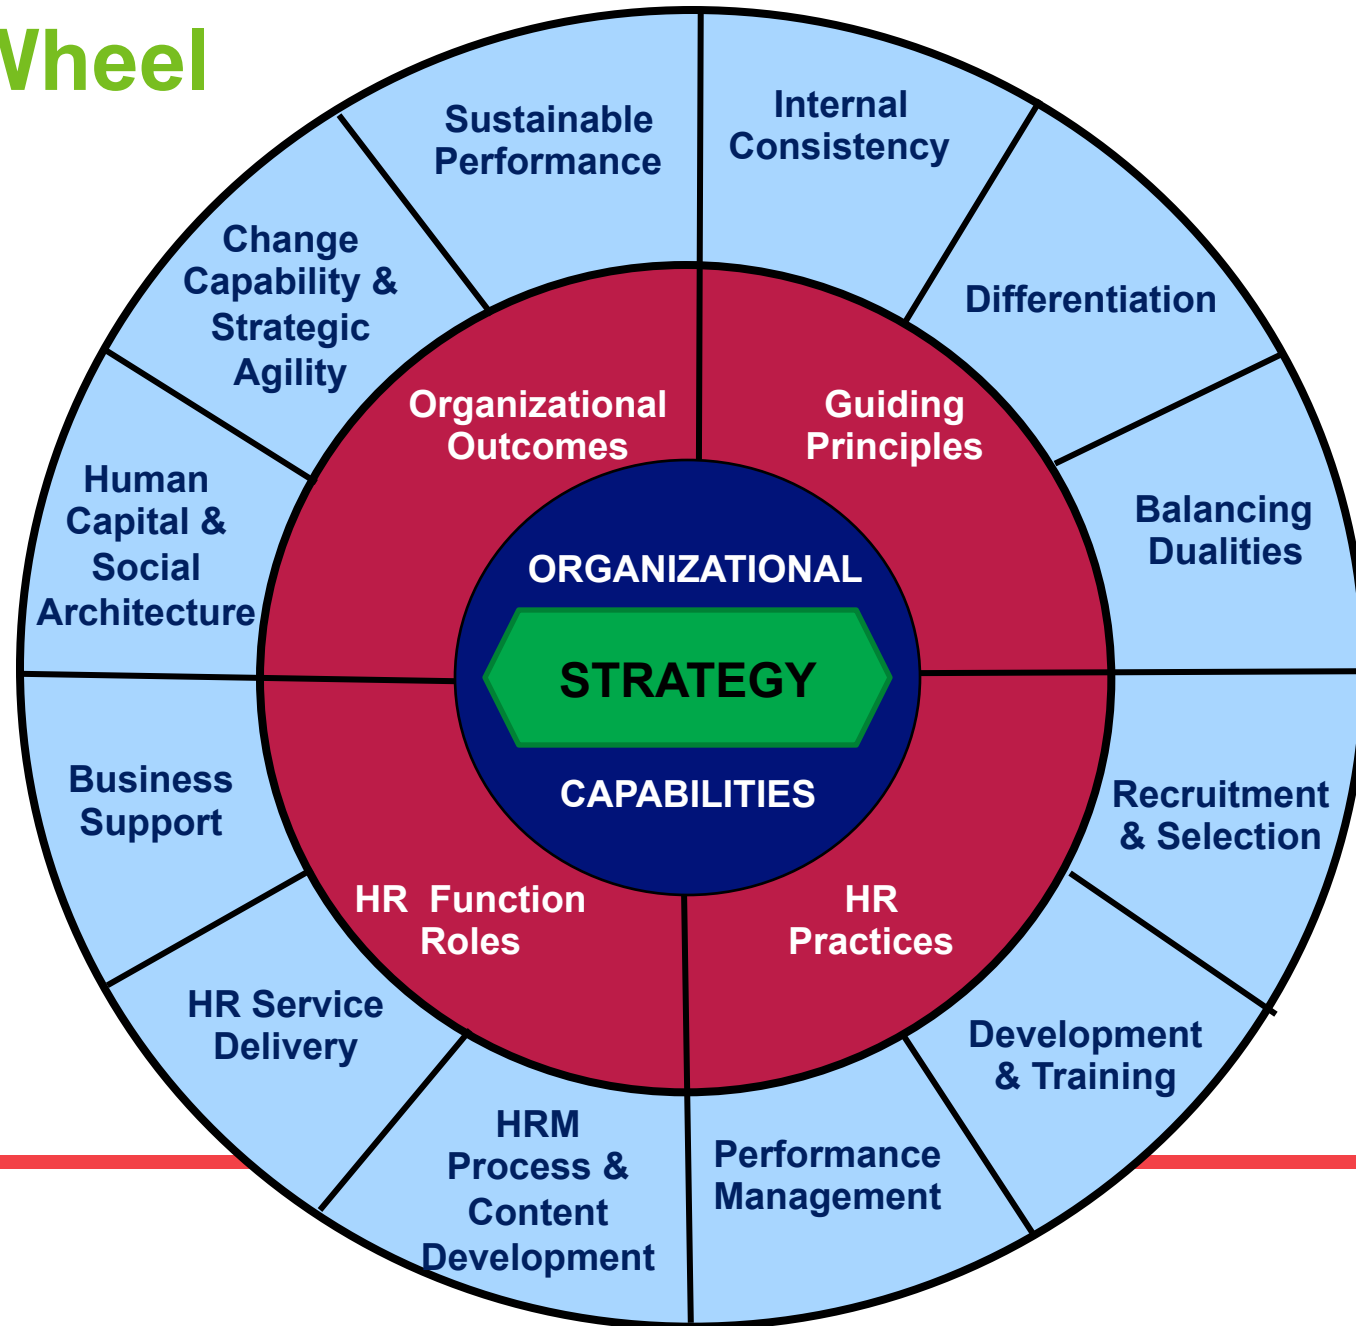 Wheel
Sustainable
Performance
Internal
Consistency
Change
Capability &
Strategic
Agility
Differentiation
Organizational
Outcomes
Guiding
Principles
Human
Capital &
Social
Architecture
Balancing
Dualities
ORGANIZATIONAL
STRATEGY
CAPABILITIES
Business
Support
Recruitment
& Selection
HR Function
Roles
HR
Practices
HR Service
Delivery
Development
& Training
HRM
Process &
Content
Development
Performance
Management